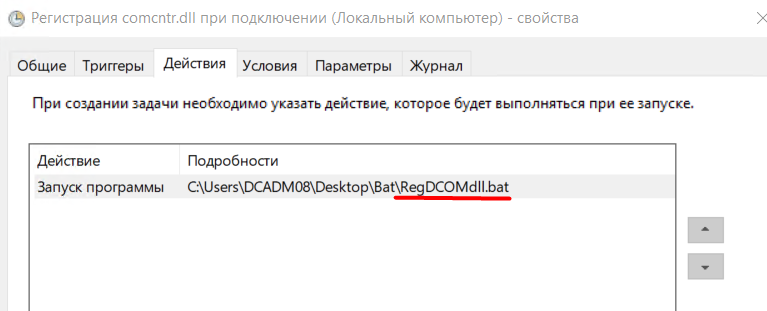 Регистрация comcntr.dll при подключении (Локальный компьютер) - свойства
Общие Триггеры Действия Условия Параметры Журнал
При создании задачи необходимо указать действие, которое будет выполняться при ее запуске.
Действие Подробности
Запуск программы C:\Users\DCADM08\Desktop\Bat\RegDCOMdll.bat